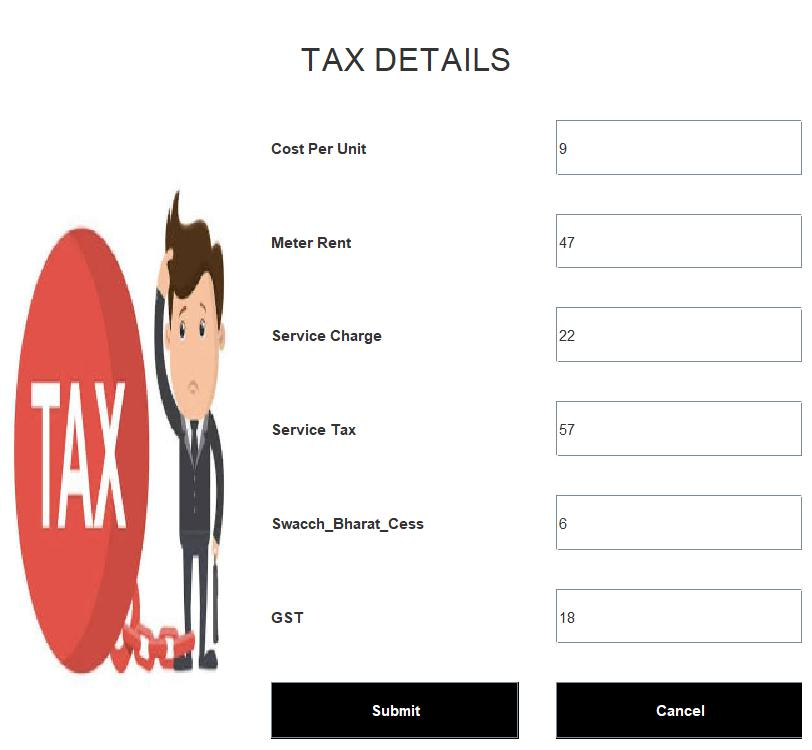 TAX DETAILS
Cost Per Unit 9
Meter Rent 47
Service Charge 22
TAX
Service Tax 57
Swacch_Bharat_Cess 6
GST 18
Submit Cancel